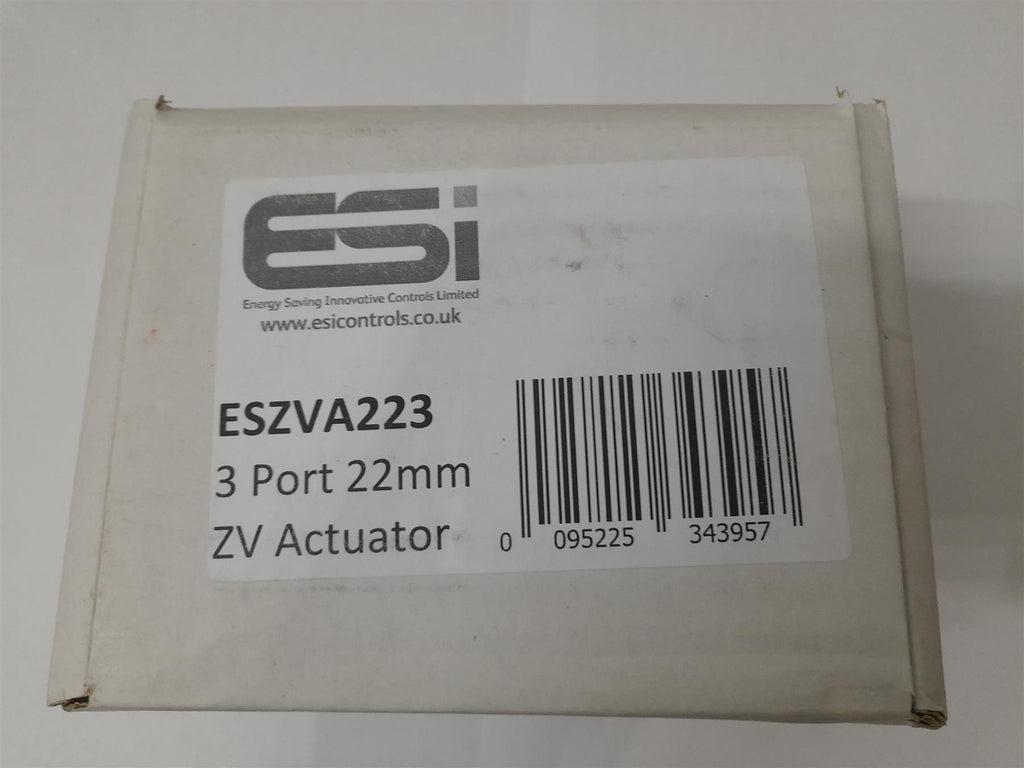 ESi
Energy Saving Innovative Controls Limited
www.esicontrols.co.uk
ESZVA223
3 Port 22mm
ZV Actuator
0 095225 343957